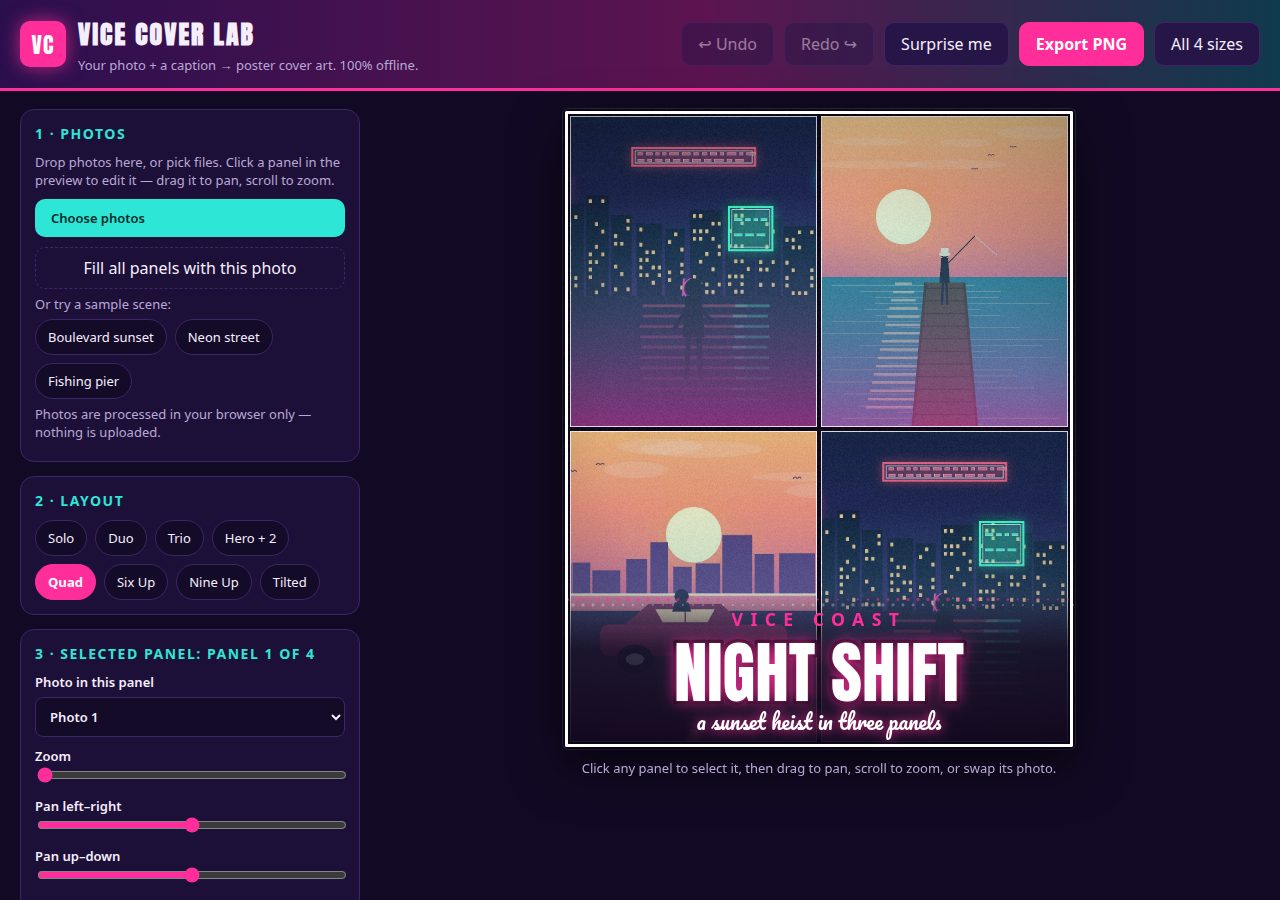 VC
VICE COVER LAB
Your photo + a caption → poster cover art. 100% offline.
↩ Undo
Redo ↪
Surprise me
Export PNG
All 4 sizes
1 · PHOTOS
Drop photos here, or pick files. Click a panel in the
preview to edit it — drag it to pan, scroll to zoom.
Choose photos
Fill all panels with this photo
Or try a sample scene:
Boulevard sunset
Neon street
Fishing pier
Photos are processed in your browser only —
nothing is uploaded.
2 · LAYOUT
Solo
Duo
Trio
Hero + 2
Quad
Six Up
Nine Up
Tilted
3 · SELECTED PANEL: PANEL 1 OF 4
Photo in this panel
Photo 1
Zoom
Pan left–right
Pan up–down
VICE COAST
NIGHT SHIFT
a sunset heist in three panels
Click any panel to select it, then drag to pan, scroll to zoom, or swap its photo.